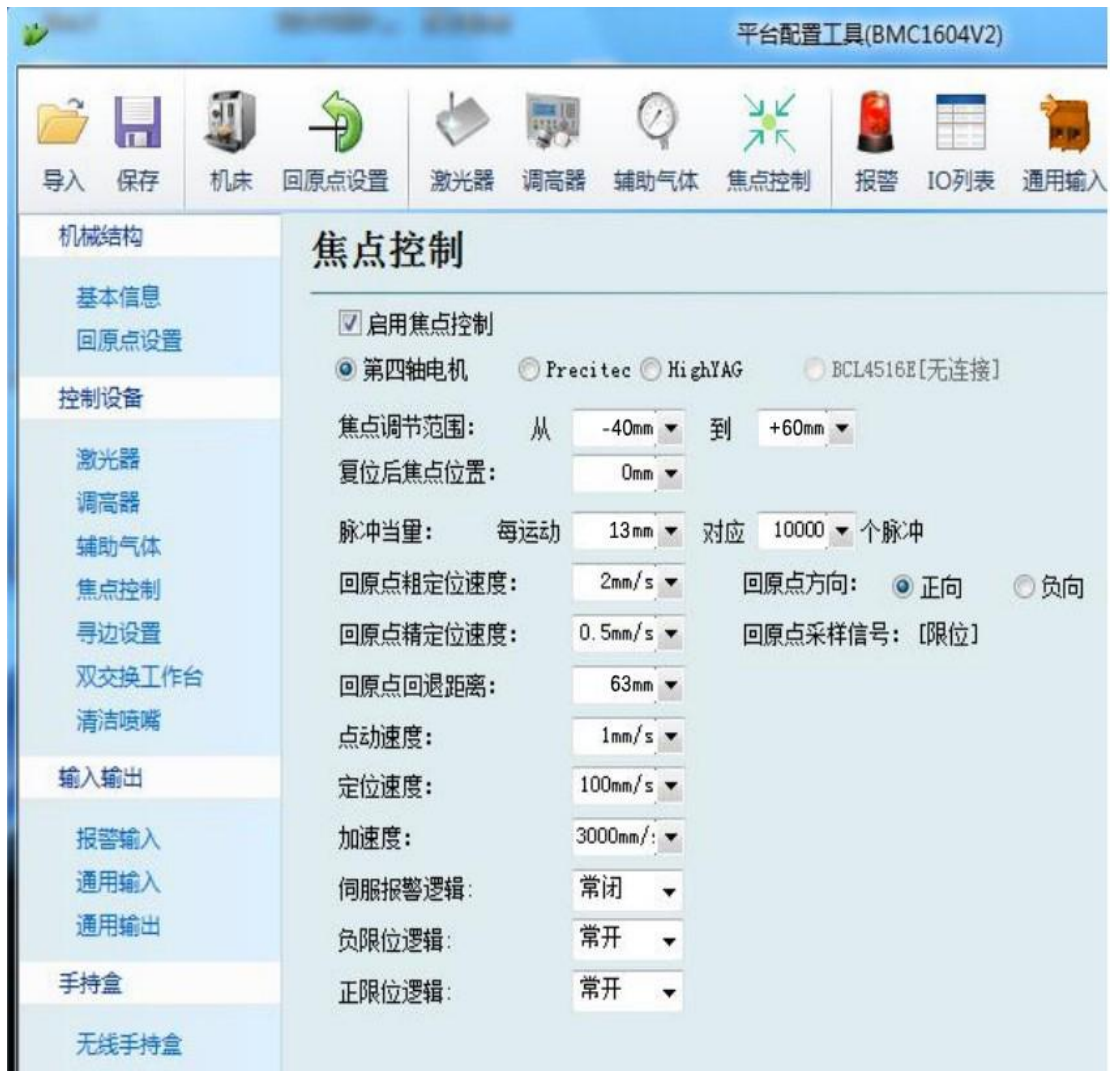 平台配置工具(BMC1604V2)
导入 保存 机床 回原点设置 激光器 调高器 辅助气体 焦点控制 报警 IO列表 通用输入
机械结构
基本信息
回原点设置
控制设备
激光器
调高器
辅助气体
焦点控制
寻边设置
双交换工作台
清洁喷嘴
输入输出
报警输入
通用输入
通用输出
手持盒
无线手持盒
焦点控制
启用焦点控制
第四轴电机 Precitec HighYAG BCL4516E[无连接]
焦点调节范围: 从 -40mm 到 +60mm
复位后焦点位置: 0mm
脉冲当量: 每运动 13mm 对应 10000 个脉冲
回原点粗定位速度: 2mm/s 回原点方向: 正向 负向
回原点精定位速度: 0.5mm/s 回原点采样信号: [限位]
回原点回退距离: 63mm
点动速度: 1mm/s
定位速度: 100mm/s
加速度: 3000mm/
伺服报警逻辑: 常闭
负限位逻辑: 常开
正限位逻辑: 常开